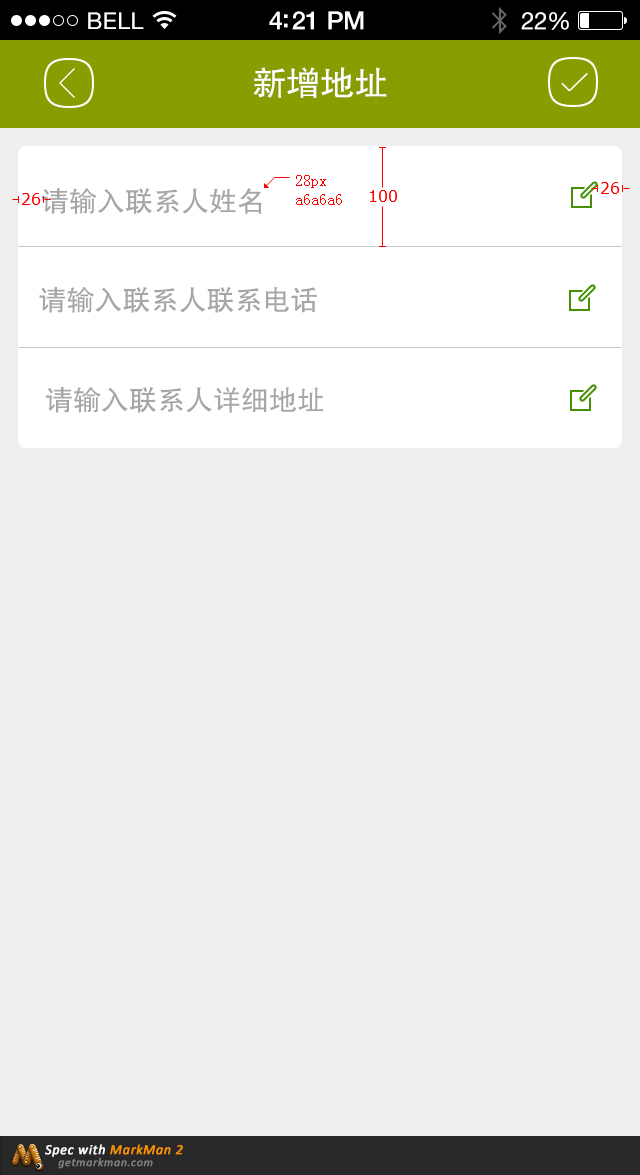 BELL 4:21 PM 22%
新增地址
28px
26 请输入联系人姓名 a6a6a6 100 26
请输入联系人联系电话
请输入联系人详细地址
Spec with MarkMan 2
getmarkman.com